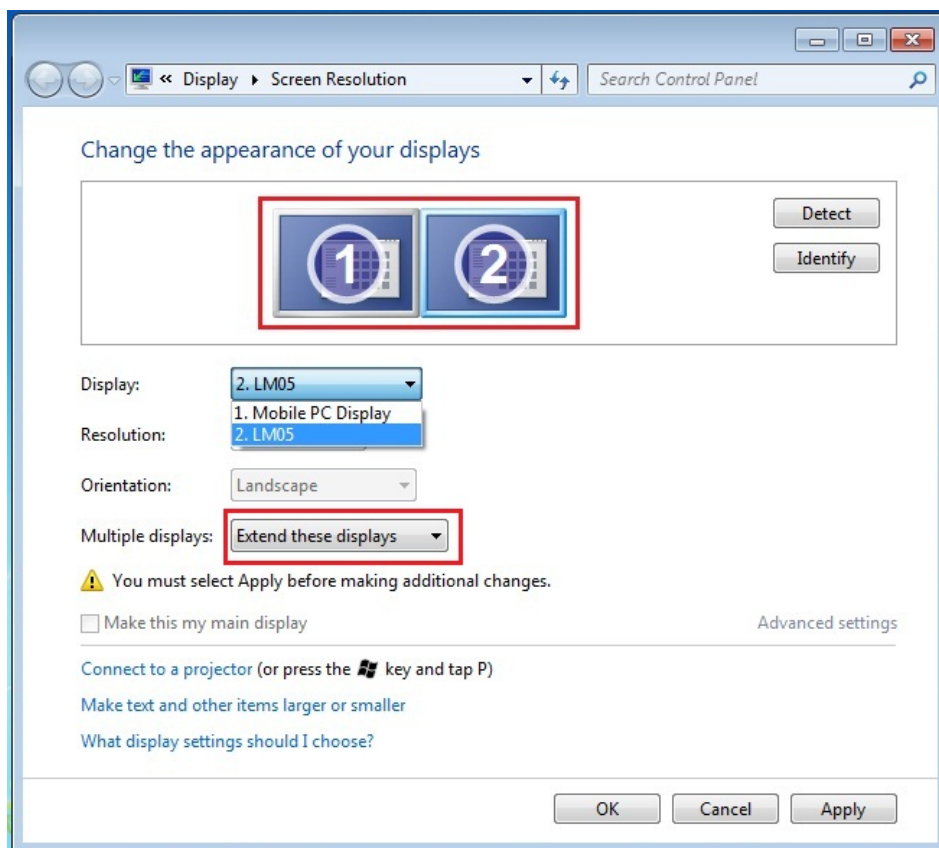 « Display ▸ Screen Resolution
Search Control Panel
Change the appearance of your displays
1
2
Detect
Identify
Display:
2. LM05
1. Mobile PC Display
2. LM05
Resolution:
Orientation:
Landscape
Multiple displays:
Extend these displays
You must select Apply before making additional changes.
Make this my main display
Advanced settings
Connect to a projector (or press the key and tap P)
Make text and other items larger or smaller
What display settings should I choose?
OK
Cancel
Apply